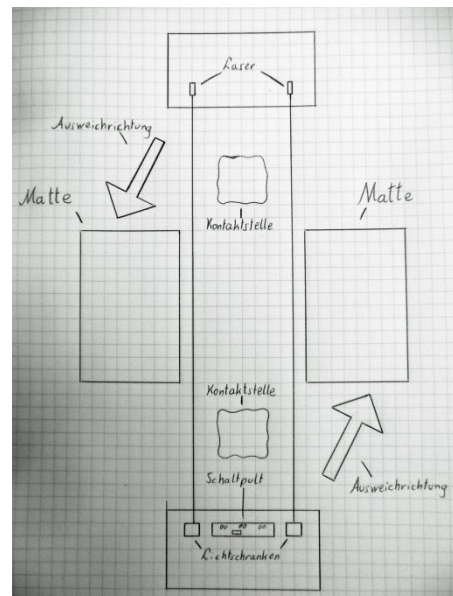 Laser
Ausweichrichtung
Matte
Matte
Kontaktstelle
Kontaktstelle
Schaltpult
Ausweichrichtung
Lichtschranken